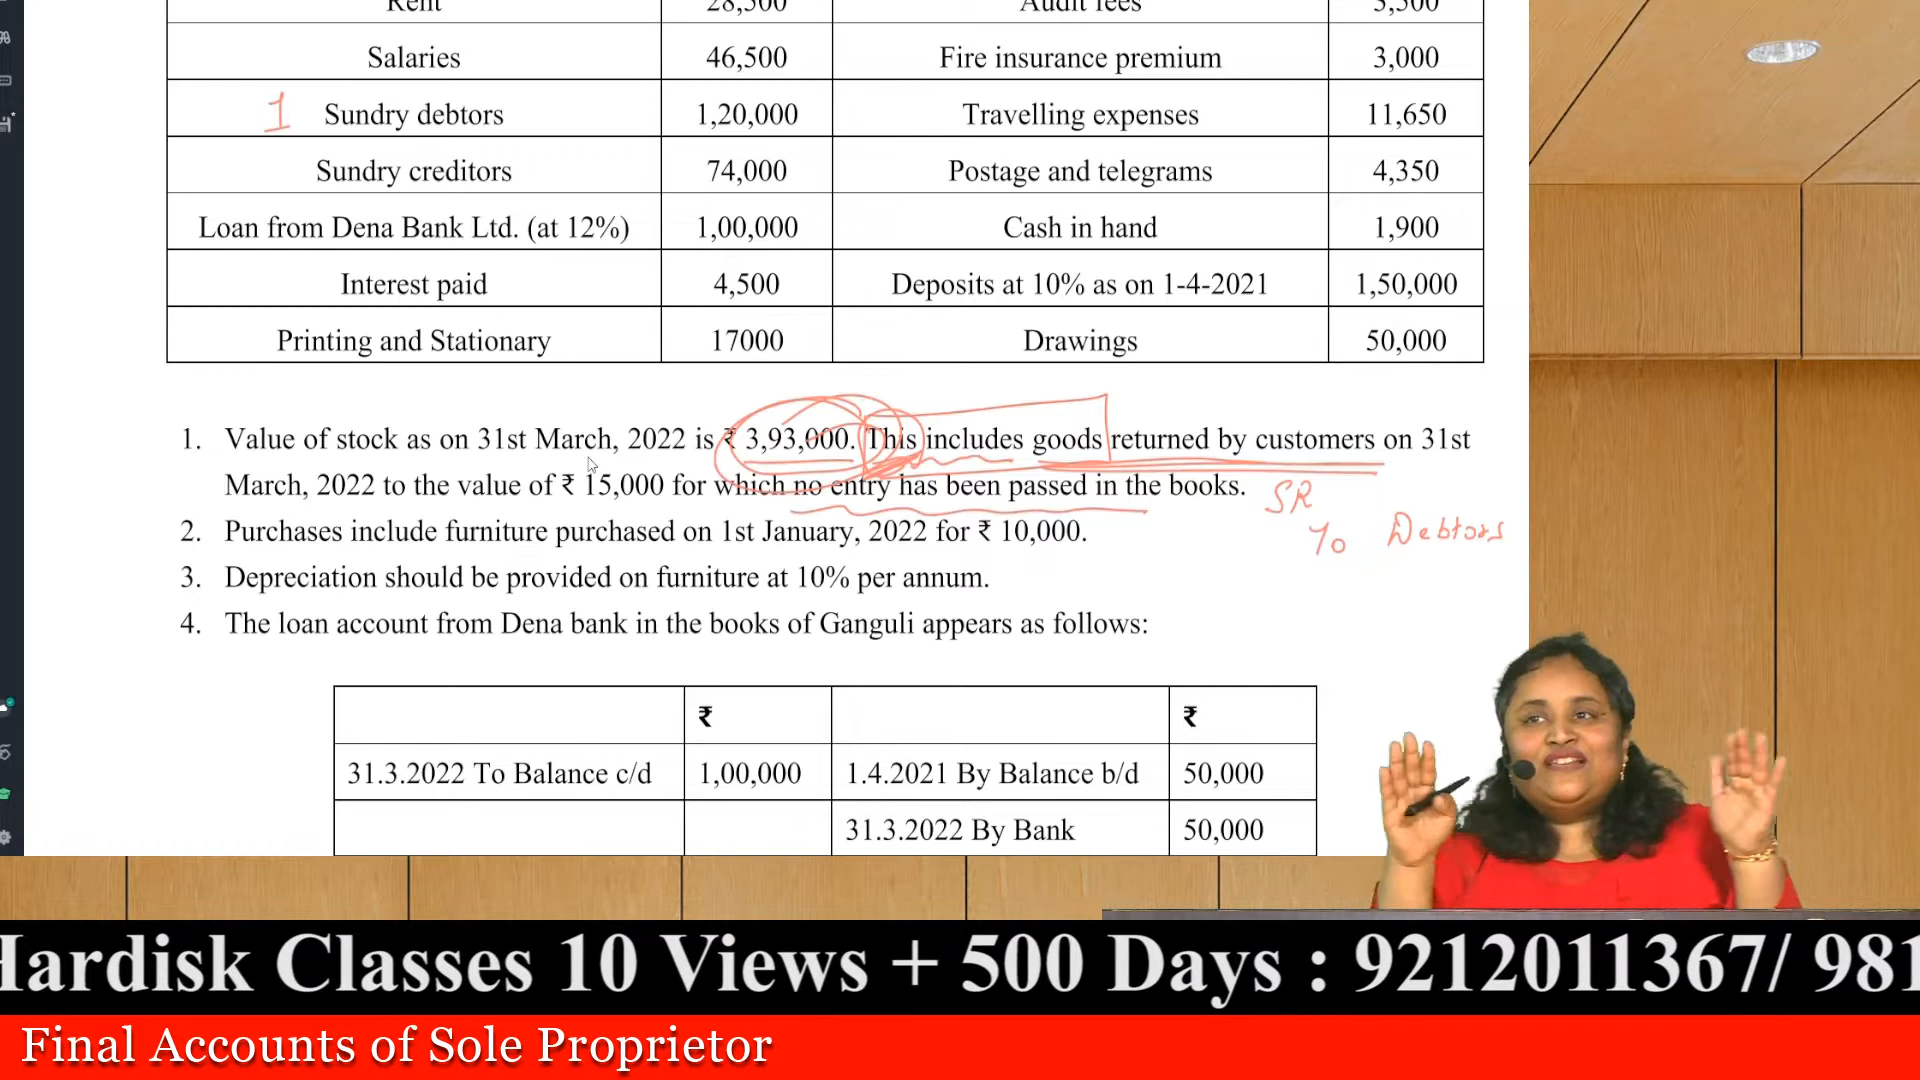 Rent 28,500 Audit fees 3,500
Salaries 46,500 Fire insurance premium 3,000
1 Sundry debtors 1,20,000 Travelling expenses 11,650
Sundry creditors 74,000 Postage and telegrams 4,350
Loan from Dena Bank Ltd. (at 12%) 1,00,000 Cash in hand 1,900
Interest paid 4,500 Deposits at 10% as on 1-4-2021 1,50,000
Printing and Stationary 17000 Drawings 50,000
1. Value of stock as on 31st March, 2022 is ₹ 3,93,000. This includes goods returned by customers on 31st
March, 2022 to the value of ₹ 15,000 for which no entry has been passed in the books.
SR
To Debtors
2. Purchases include furniture purchased on 1st January, 2022 for ₹ 10,000.
3. Depreciation should be provided on furniture at 10% per annum.
4. The loan account from Dena bank in the books of Ganguli appears as follows:
₹ ₹
31.3.2022 To Balance c/d 1,00,000 1.4.2021 By Balance b/d 50,000
31.3.2022 By Bank 50,000
Hardisk Classes 10 Views + 500 Days : 9212011367/ 981
Final Accounts of Sole Proprietor